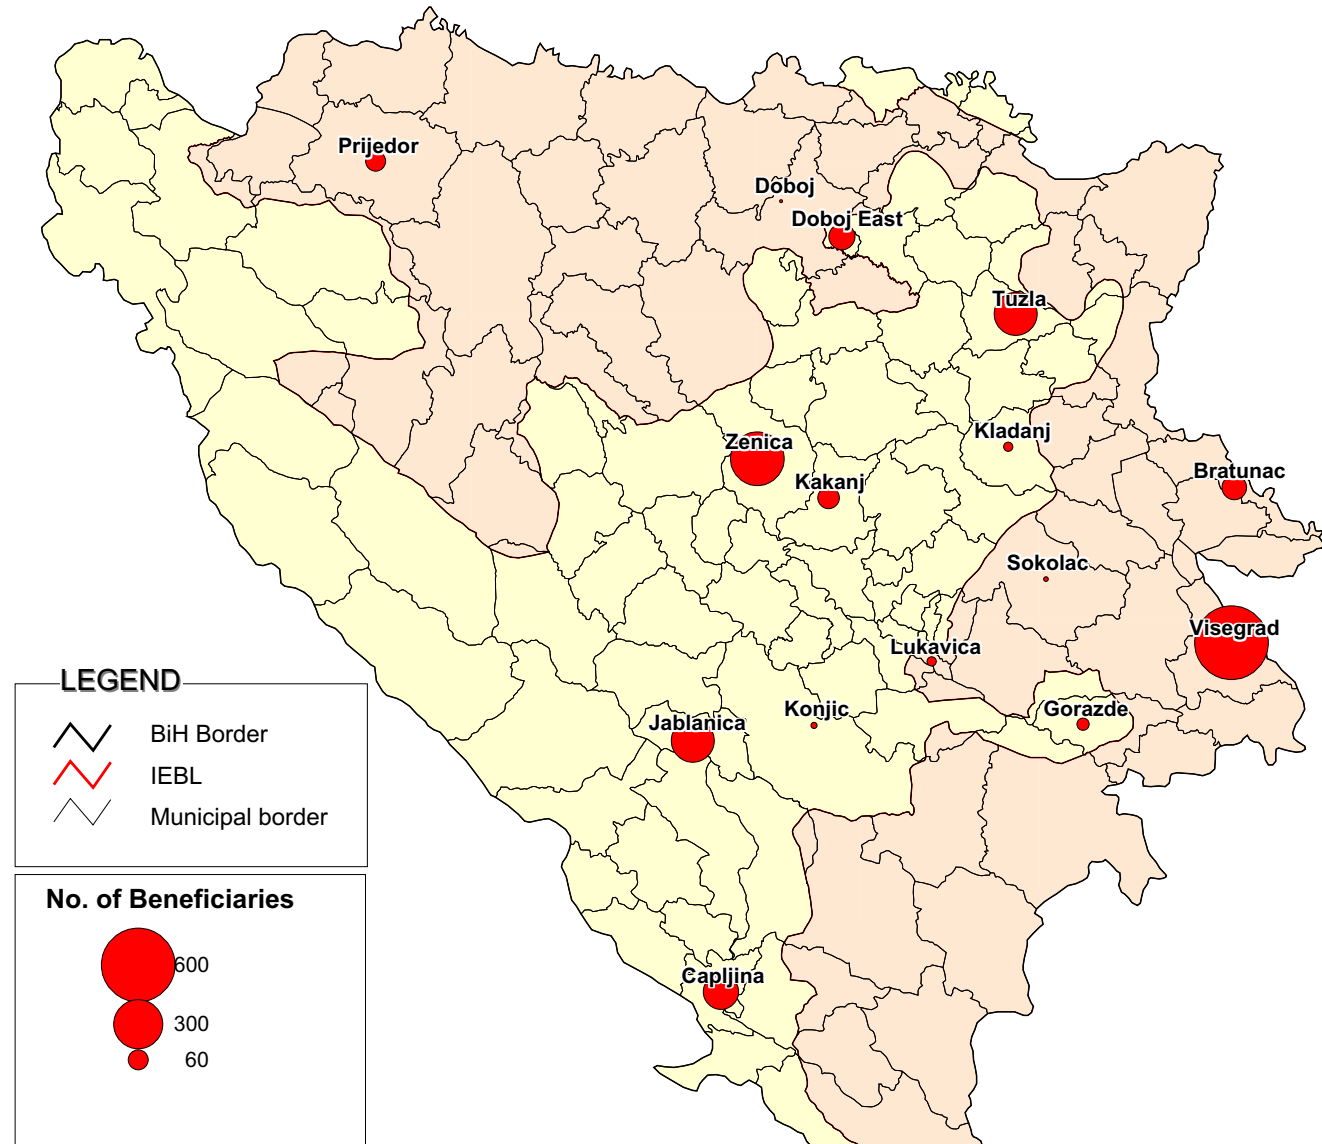 Prijedor
Doboj
Doboj East
Tuzla
Kladanj
Zenica
Kakanj
Bratunac
Sokolac
Visegrad
Lukavica
Gorazde
Konjic
Jablanica
Capljina
LEGEND
BiH Border
IEBL
Municipal border
No. of Beneficiaries
600
300
60